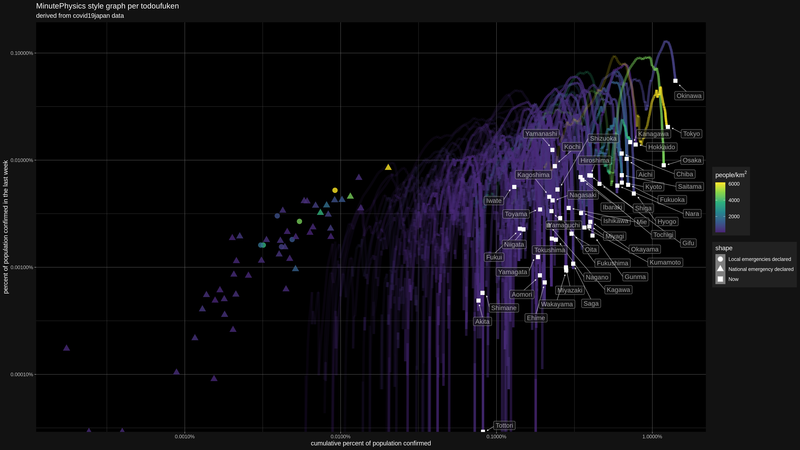 MinutePhysics style graph per todoufuken
derived from covid19japan data
percent of population confirmed in the last week
0.10000%
0.01000%
0.00100%
0.00010%
0.0010%
0.0100%
0.1000%
1.0000%
cumulative percent of population confirmed
Okinawa
Yamanashi
Shizuoka
Kanagawa
Tokyo
Kochi
Hokkaido
Hiroshima
Osaka
Kagoshima
Aichi
Chiba
Nagasaki
Kyoto
Saitama
Iwate
Fukuoka
Toyama
Ibaraki
Shiga
Nara
Yamaguchi
Ishikawa
Mie
Hyogo
Niigata
Miyagi
Tochigi
Fukui
Tokushima
Oita
Okayama
Gifu
Yamagata
Fukushima
Kumamoto
Nagano
Gunma
Aomori
Miyazaki
Kagawa
Shimane
Wakayama
Saga
Akita
Ehime
Tottori
people/km²
6000
4000
2000
shape
Local emergencies declared
National emergency declared
Now